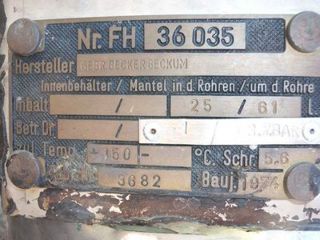 Nr. FH 36 035
Hersteller GEBR. BECKER BECKUM
Innenbehälter / Mantel in d. Rohren / um d. Rohre
Inhalt / 25 / 61 l
Betr. Dr /
zul. Temp. +150- °C. Schr. 5.6
3682 Bauj. 1974